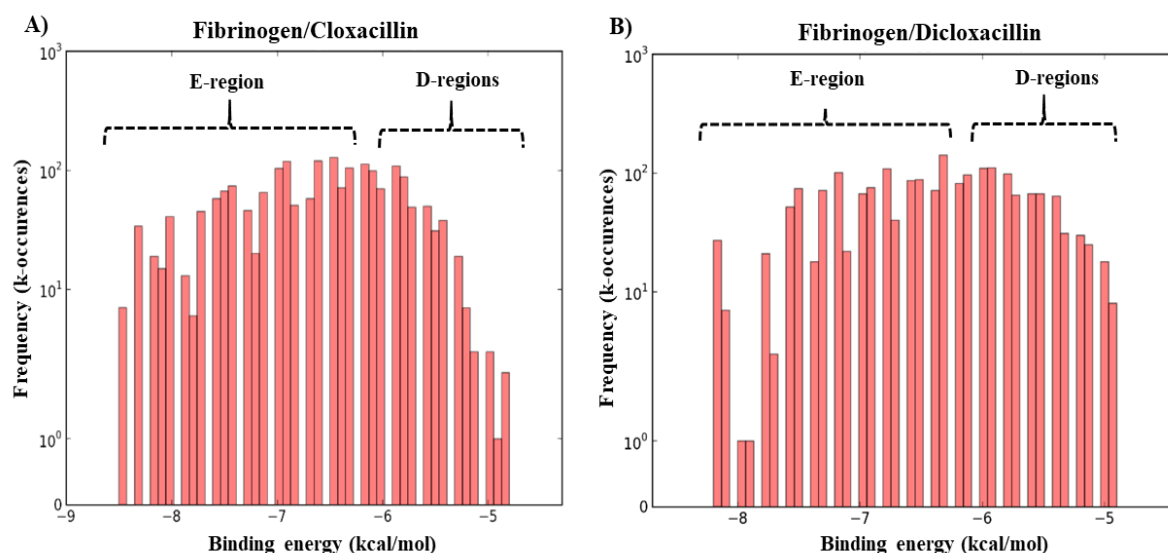 A)
Fibrinogen/Cloxacillin
E-region
D-regions
Frequency (k-occurences)
10³
10²
10¹
10⁰
0
−9
−8
−7
−6
−5
Binding energy (kcal/mol)
B)
Fibrinogen/Dicloxacillin
E-region
D-regions
Frequency (k-occurences)
10³
10²
10¹
10⁰
0
−8
−7
−6
−5
Binding energy (kcal/mol)